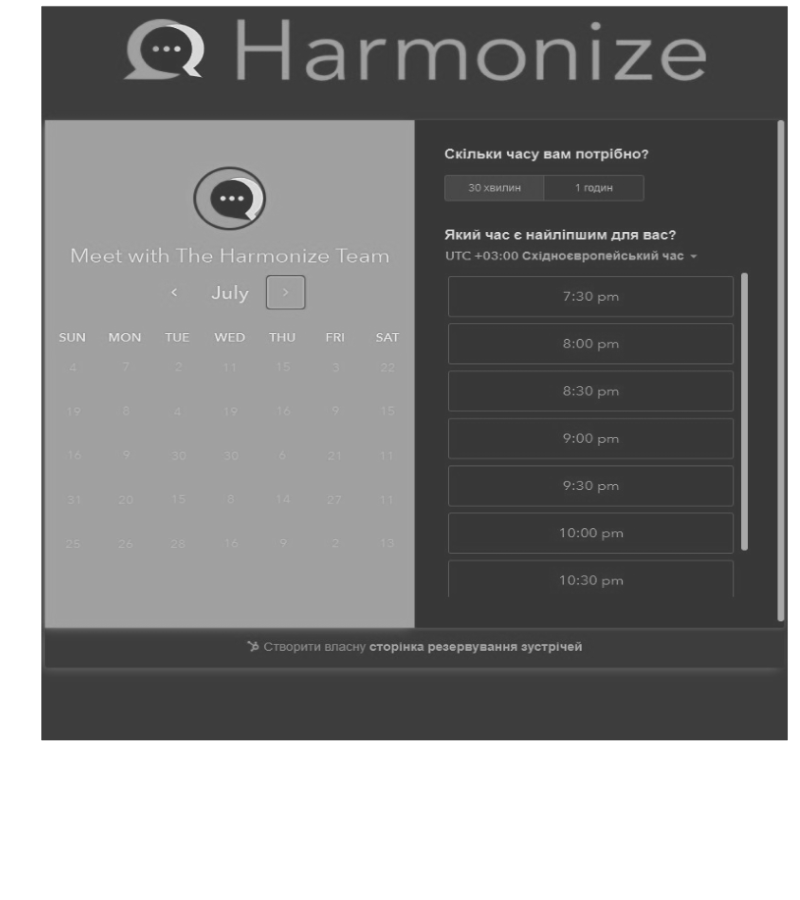 Harmonize
Meet with The Harmonize Team
July
SUN MON TUE WED THU FRI SAT
4 7 2 11 15 3 22
19 8 4 19 16 9 15
16 9 30 30 6 21 11
31 20 15 8 14 27 11
25 26 28 16 9 2 13
Скільки часу вам потрібно?
30 хвилин 1 годин
Який час є найліпшим для вас?
UTC +03:00 Східноєвропейський час
7:30 pm
8:00 pm
8:30 pm
9:00 pm
9:30 pm
10:00 pm
10:30 pm
Створити власну сторінка резервування зустрічей